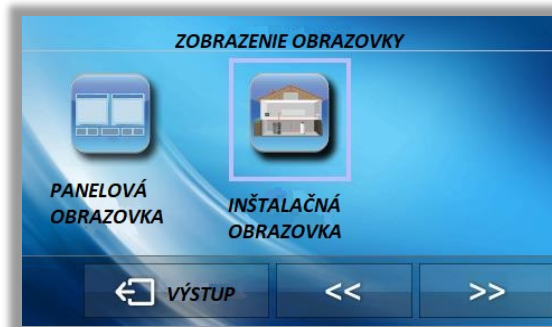 ZOBRAZENIE OBRAZOVKY
PANELOVÁ
OBRAZOVKA
INŠTALAČNÁ
OBRAZOVKA
VÝSTUP
<<
>>